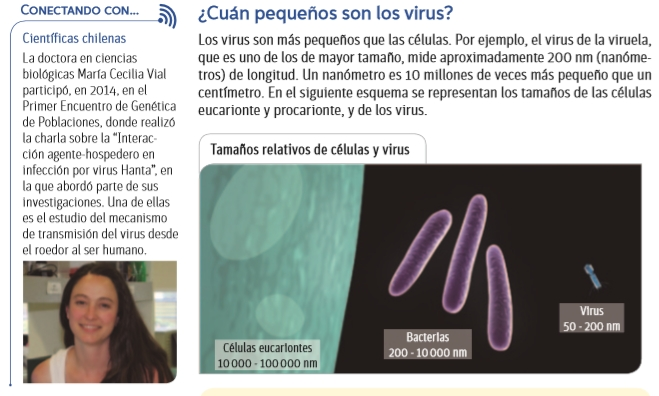 CONECTANDO CON...
Científicas chilenas
La doctora en ciencias
biológicas María Cecilia Vial
participó, en 2014, en el
Primer Encuentro de Genética
de Poblaciones, donde realizó
la charla sobre la "Interac-
ción agente-hospedero en
infección por virus Hanta", en
la que abordó parte de sus
investigaciones. Una de ellas
es el estudio del mecanismo
de transmisión del virus desde
el roedor al ser humano.
¿Cuán pequeños son los virus?
Los virus son más pequeños que las células. Por ejemplo, el virus de la viruela,
que es uno de los de mayor tamaño, mide aproximadamente 200 nm (nanóme-
tros) de longitud. Un nanómetro es 10 millones de veces más pequeño que un
centímetro. En el siguiente esquema se representan los tamaños de las células
eucarionte y procarionte, y de los virus.
Tamaños relativos de células y virus
Células eucariontes
10 000 - 100 000 nm
Bacterias
200 - 10 000 nm
Virus
50 - 200 nm